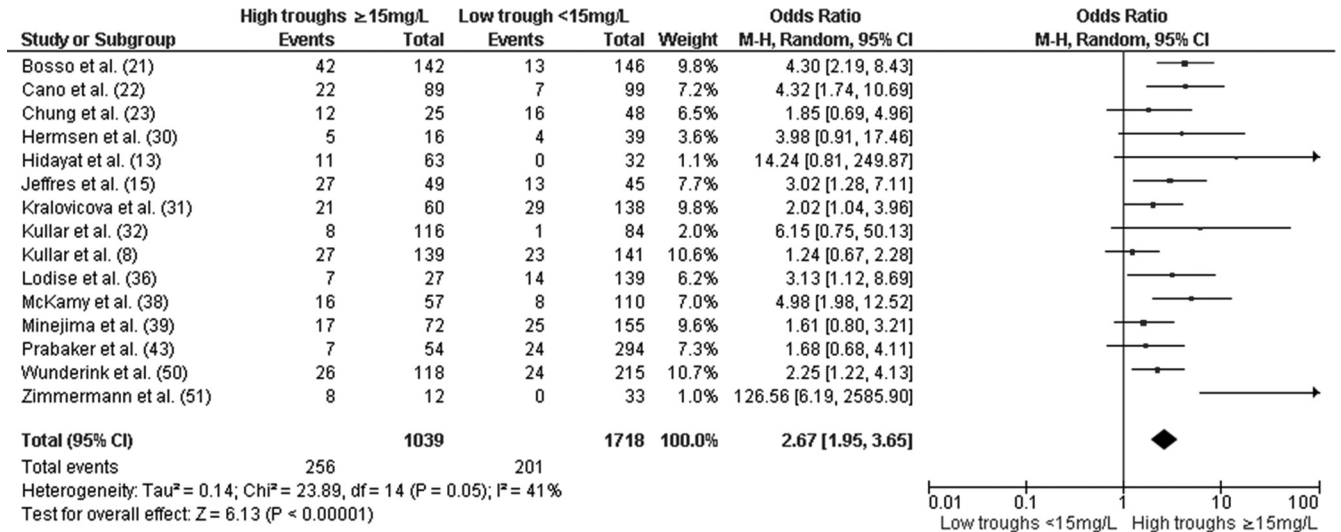 High troughs ≥15mg/L Low trough <15mg/L Odds Ratio Odds Ratio
Study or Subgroup Events Total Events Total Weight M-H, Random, 95% CI M-H, Random, 95% CI
Bosso et al. (21) 42 142 13 146 9.8% 4.30 [2.19, 8.43]
Cano et al. (22) 22 89 7 99 7.2% 4.32 [1.74, 10.69]
Chung et al. (23) 12 25 16 48 6.5% 1.85 [0.69, 4.96]
Hermsen et al. (30) 5 16 4 39 3.6% 3.98 [0.91, 17.46]
Hidayat et al. (13) 11 63 0 32 1.1% 14.24 [0.81, 249.87]
Jeffres et al. (15) 27 49 13 45 7.7% 3.02 [1.28, 7.11]
Kralovicova et al. (31) 21 60 29 138 9.8% 2.02 [1.04, 3.96]
Kullar et al. (32) 8 116 1 84 2.0% 6.15 [0.75, 50.13]
Kullar et al. (8) 27 139 23 141 10.6% 1.24 [0.67, 2.28]
Lodise et al. (36) 7 27 14 139 6.2% 3.13 [1.12, 8.69]
McKamy et al. (38) 16 57 8 110 7.0% 4.98 [1.98, 12.52]
Minejima et al. (39) 17 72 25 155 9.6% 1.61 [0.80, 3.21]
Prabaker et al. (43) 7 54 24 294 7.3% 1.68 [0.68, 4.11]
Wunderink et al. (50) 26 118 24 215 10.7% 2.25 [1.22, 4.13]
Zimmermann et al. (51) 8 12 0 33 1.0% 126.56 [6.19, 2585.90]
Total (95% CI) 1039 1718 100.0% 2.67 [1.95, 3.65]
Total events 256 201
Heterogeneity: Tau² = 0.14; Chi² = 23.89, df = 14 (P = 0.05); I² = 41%
Test for overall effect: Z = 6.13 (P < 0.00001)
0.01 0.1 1 10 100
Low troughs <15mg/L High troughs ≥15mg/L